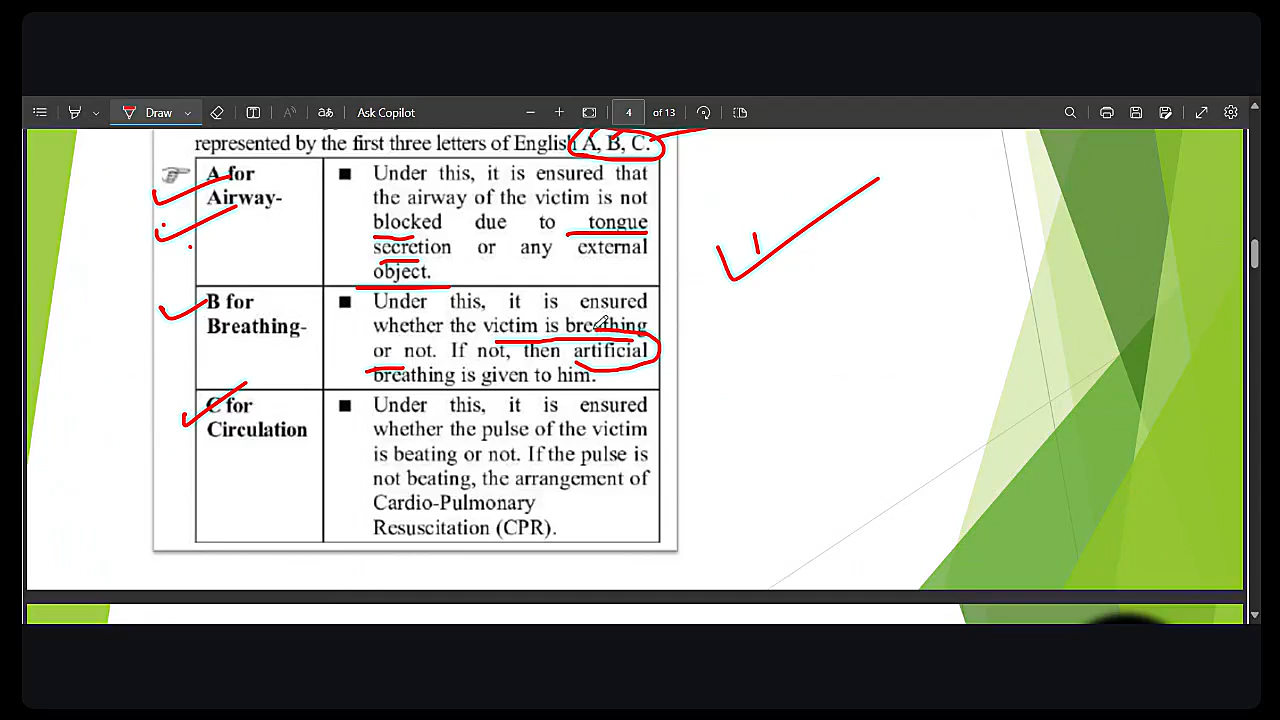 Draw
Ask Copilot
4 of 13
represented by the first three letters of English A, B, C.
A for
Airway-
■ Under this, it is ensured that
the airway of the victim is not
blocked due to tongue
secretion or any external
object.
B for
Breathing-
■ Under this, it is ensured
whether the victim is breathing
or not. If not, then artificial
breathing is given to him.
C for
Circulation
■ Under this, it is ensured
whether the pulse of the victim
is beating or not. If the pulse is
not beating, the arrangement of
Cardio-Pulmonary
Resuscitation (CPR).